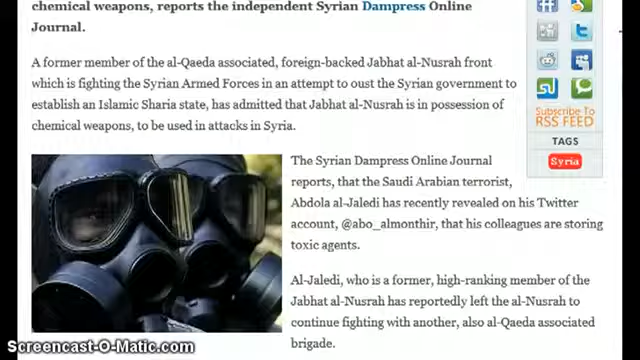 chemical weapons, reports the independent Syrian Dampress Online
Journal.
A former member of the al-Qaeda associated, foreign-backed Jabhat al-Nusrah front
which is fighting the Syrian Armed Forces in an attempt to oust the Syrian government to
establish an Islamic Sharia state, has admitted that Jabhat al-Nusrah is in possession of
chemical weapons, to be used in attacks in Syria.
The Syrian Dampress Online Journal
reports, that the Saudi Arabian terrorist,
Abdola al-Jaledi has recently revealed on his Twitter
account, @abo_almonthir, that his colleagues are storing
toxic agents.
Al-Jaledi, who is a former, high-ranking member of the
Jabhat al-Nusrah has reportedly left the al-Nusrah to
continue fighting with another, also al-Qaeda associated
brigade.
Subscribe To
RSS FEED
TAGS
Syria
Screencast-O-Matic.com